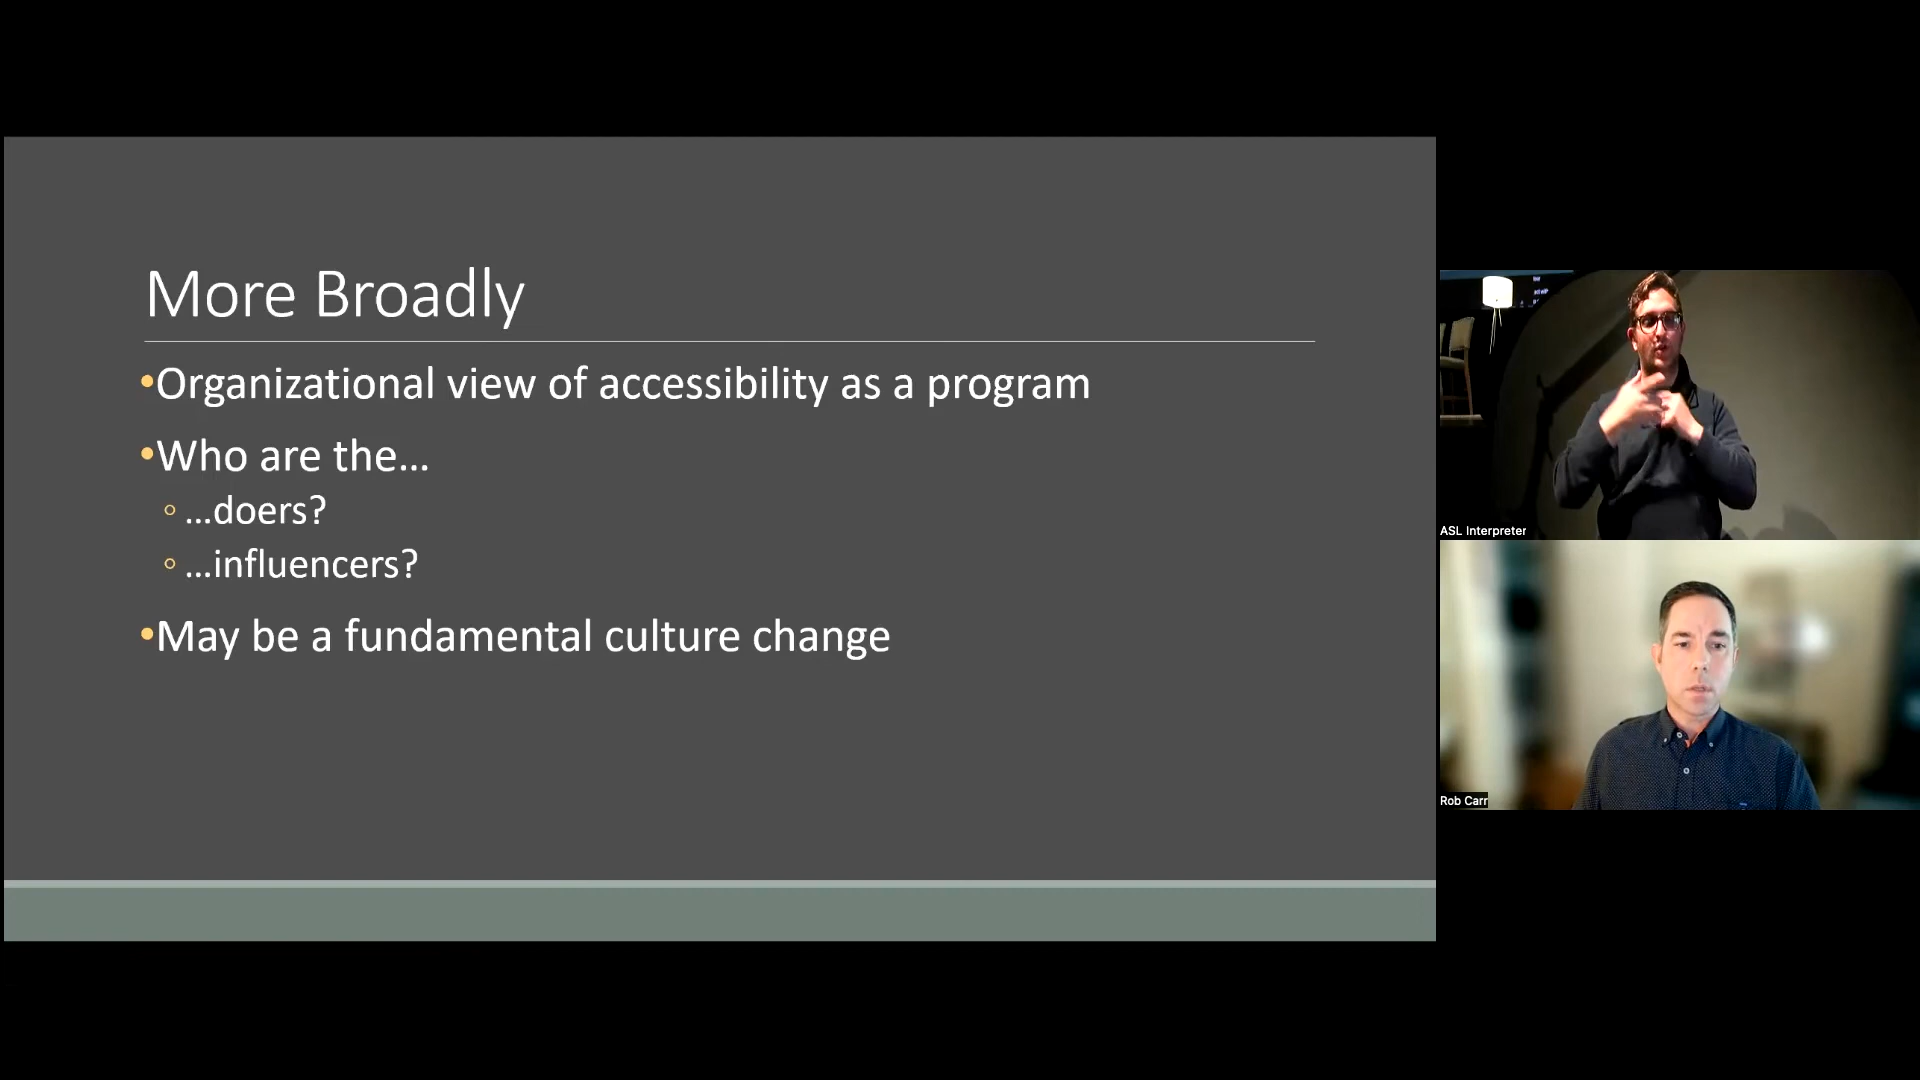 More Broadly
•Organizational view of accessibility as a program
•Who are the…
◦ …doers?
◦ …influencers?
•May be a fundamental culture change
ASL Interpreter
Rob Carr